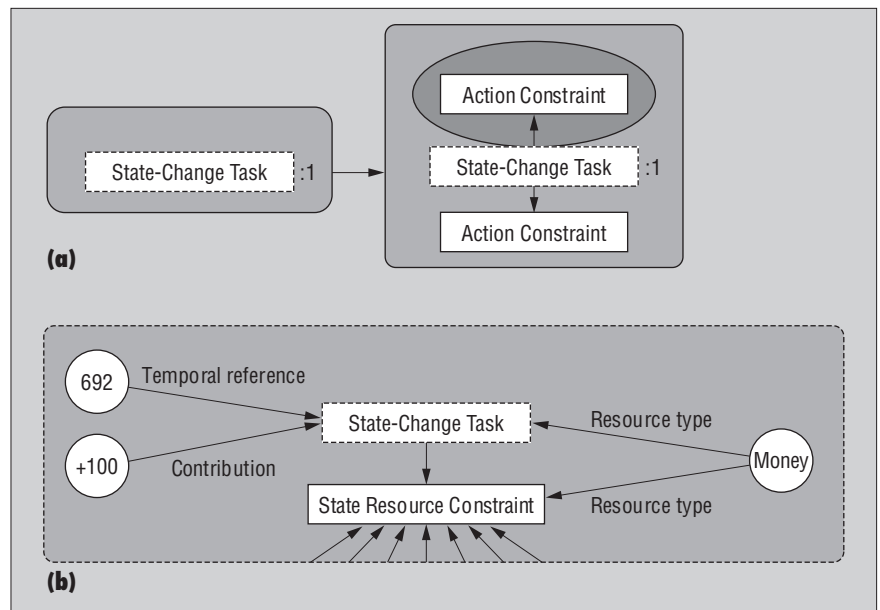 Action Constraint
State-Change Task :1
State-Change Task :1
Action Constraint
(a)
692
Temporal reference
State-Change Task
Resource type
+100
Contribution
Money
State Resource Constraint
Resource type
(b)